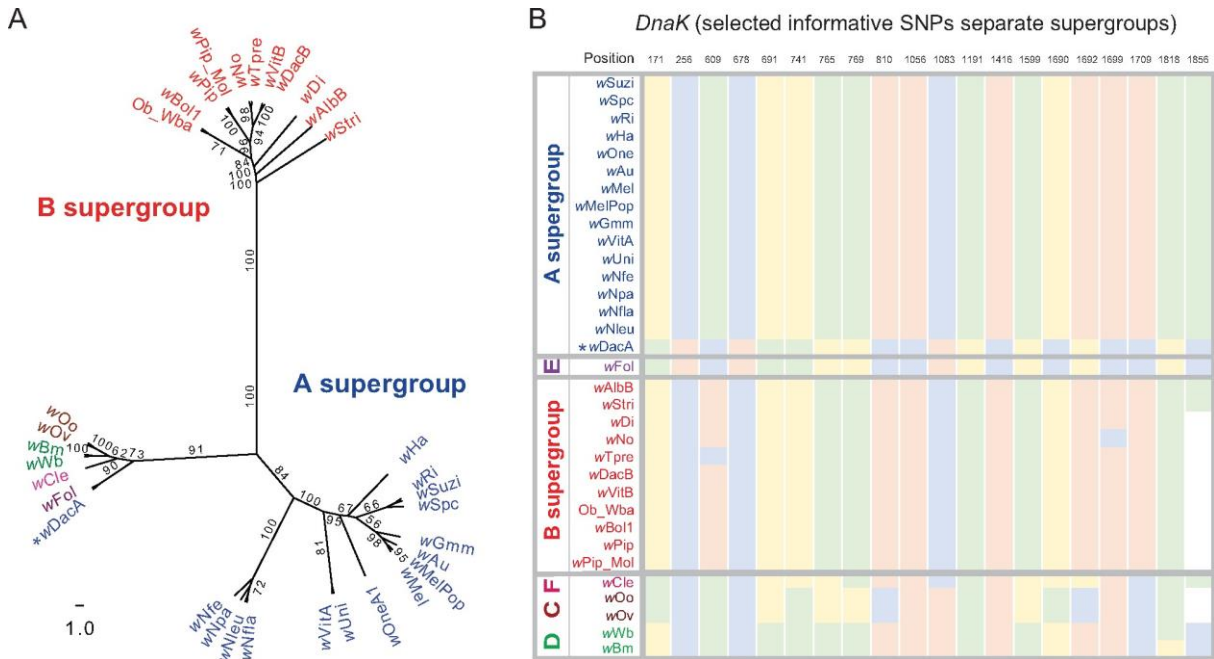 A
wPip_Mol
wPip
wNo
wTpre
wVitB
wDacB
wDi
wAlbB
wStri
wBol1
Ob_Wba
100
98
94
100
96
71
84
100
100
B supergroup
100
100
A supergroup
wOo
wOv
wBm
wWb
wCle
wFol
*wDacA
100
100
62
73
90
91
84
100
wHa
wRi
wSuzi
wSpc
67
66
95
56
98
95
wGmm
wAu
wMelPop
wMel
100
81
72
wNfe
wNpa
wNleu
wNfla
wVitA
wUni
wOneA1
1.0
B
DnaK (selected informative SNPs separate supergroups)
Position 171 256 609 678 691 741 765 769 810 1056 1083 1191 1416 1599 1690 1692 1699 1709 1818 1856
A supergroup
wSuzi
wSpc
wRi
wHa
wOne
wAu
wMel
wMelPop
wGmm
wVitA
wUni
wNfe
wNpa
wNfla
wNleu
*wDacA
E
wFol
B supergroup
wAlbB
wStri
wDi
wNo
wTpre
wDacB
wVitB
Ob_Wba
wBol1
wPip
wPip_Mol
F
wCle
C
wOo
wOv
D
wWb
wBm